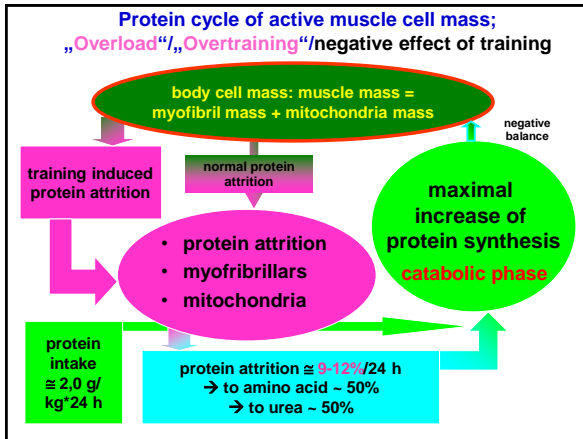 Protein cycle of active muscle cell mass;
„Overload“/„Overtraining“/negative effect of training
body cell mass: muscle mass =
myofibril mass + mitochondria mass
negative
balance
training induced
protein attrition
normal protein
attrition
maximal
increase of
protein synthesis
catabolic phase
• protein attrition
• myofribrillars
• mitochondria
protein
intake
≅ 2,0 g/
kg*24 h
protein attrition ≅ 9-12%/24 h
→ to amino acid ~ 50%
→ to urea ~ 50%